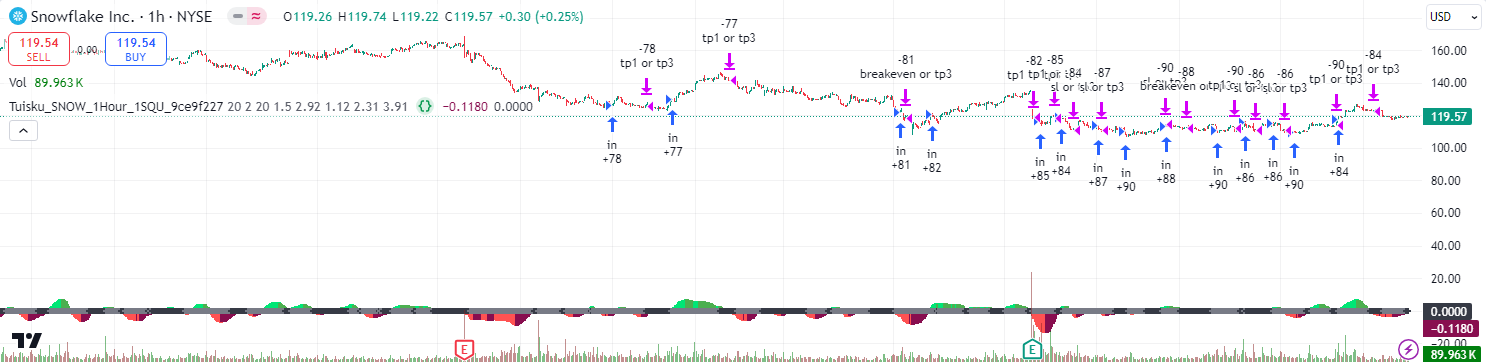 Snowflake Inc. · 1h · NYSE
O119.26 H119.74 L119.22 C119.57 +0.30 (+0.25%)
USD
119.54
SELL
0.00
119.54
BUY
Vol 89.963 K
Tuisku_SNOW_1Hour_1SQU_9ce9f227 20 2 20 1.5 2.92 1.12 2.31 3.91 −0.1180 0.0000
-78
tp1 or tp3
-77
tp1 or tp3
-81
breakeven or tp3
-82
tp1
-85
-84
sl or
-87
sl or tp3
-90
sl or
breakeven or
-88
-90
sl or
-86
-86
sl or tp3
-90
tp1 or tp3
-84
tp1 or tp3
in
+78
in
+77
in
+81
in
+82
in
+85
in
+84
in
+87
in
+90
in
+88
in
+90
in
+86
in
+86
in
+90
in
+84
160.00
140.00
119.57
100.00
80.00
60.00
40.00
20.00
0.0000
−0.1180
89.963 K
E
E